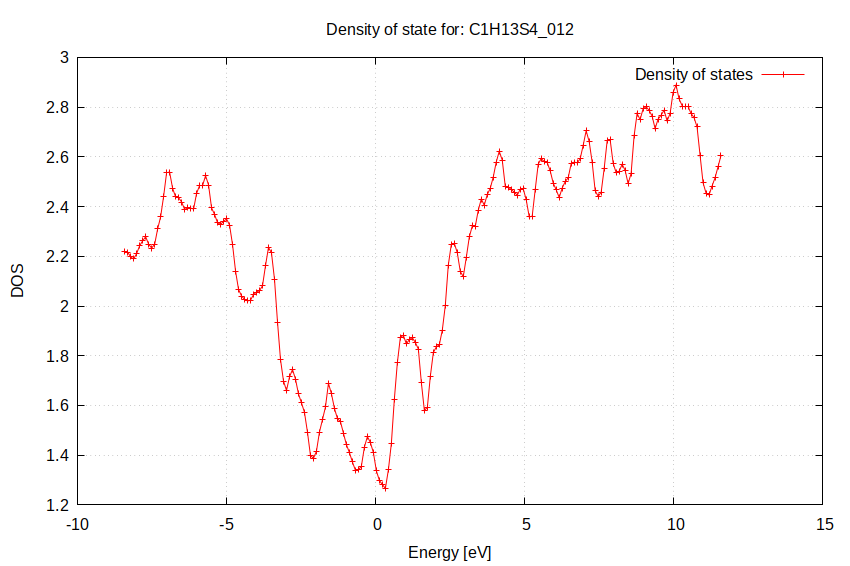 Density of state for: C1H13S4_012
Density of states
3
2.8
2.6
2.4
2.2
2
1.8
1.6
1.4
1.2
DOS
-10 -5 0 5 10 15
Energy [eV]